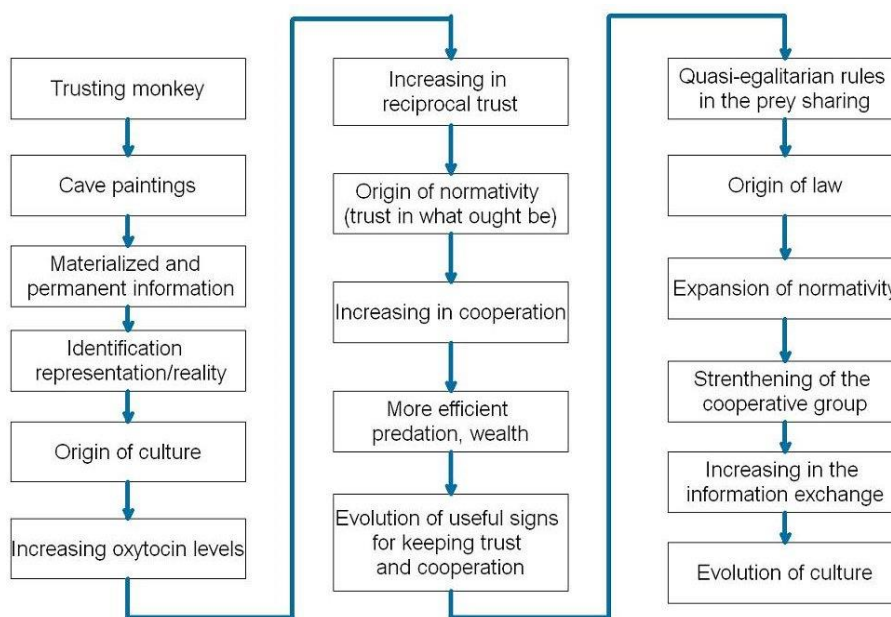 Trusting monkey
Cave paintings
Materialized and
permanent information
Identification
representation/reality
Origin of culture
Increasing oxytocin levels
Increasing in
reciprocal trust
Origin of normativity
(trust in what ought be)
Increasing in cooperation
More efficient
predation, wealth
Evolution of useful signs
for keeping trust
and cooperation
Quasi-egalitarian rules
in the prey sharing
Origin of law
Expansion of normativity
Strenthening of the
cooperative group
Increasing in the
information exchange
Evolution of culture